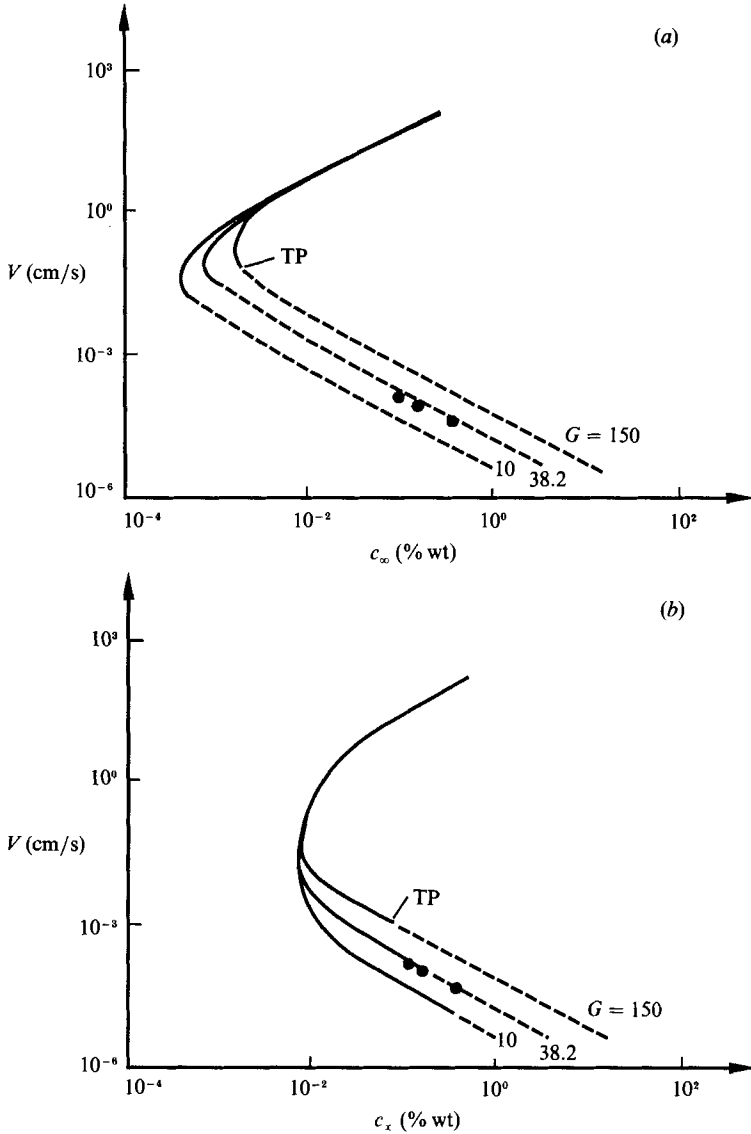 (a)
10³
10⁰
V (cm/s)
TP
10⁻³
G = 150
10
38.2
10⁻⁶
10⁻⁴
10⁻²
10⁰
10²
c∞ (% wt)
(b)
10³
10⁰
V (cm/s)
TP
10⁻³
G = 150
10
38.2
10⁻⁶
10⁻⁴
10⁻²
10⁰
10²
cₓ (% wt)